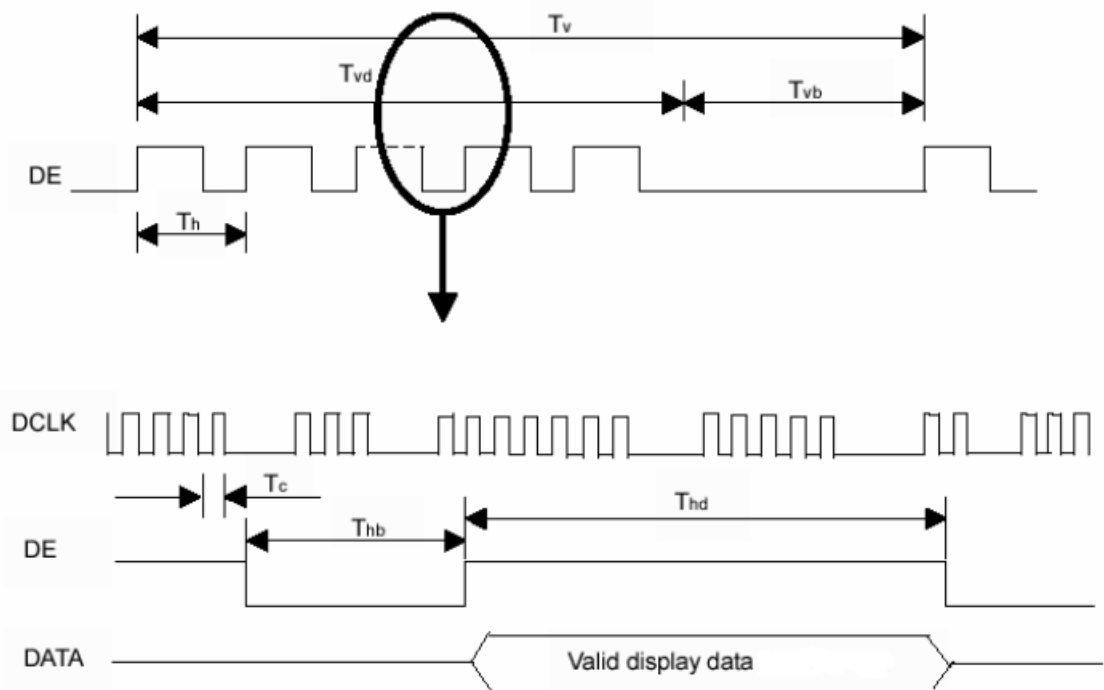 Tv
Tvd
Tvb
DE
Th
DCLK
Tc
Thd
Thb
DE
DATA
Valid display data